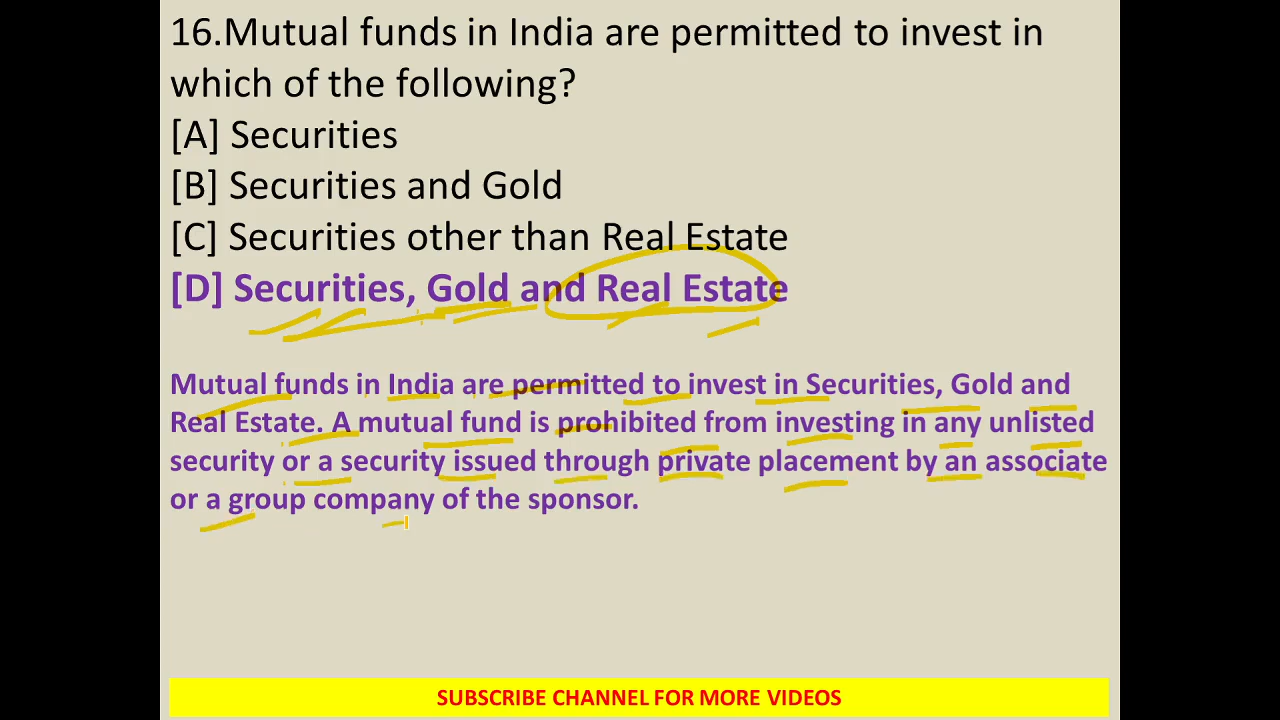 16.Mutual funds in India are permitted to invest in
which of the following?
[A] Securities
[B] Securities and Gold
[C] Securities other than Real Estate
[D] Securities, Gold and Real Estate
Mutual funds in India are permitted to invest in Securities, Gold and
Real Estate. A mutual fund is prohibited from investing in any unlisted
security or a security issued through private placement by an associate
or a group company of the sponsor.
SUBSCRIBE CHANNEL FOR MORE VIDEOS